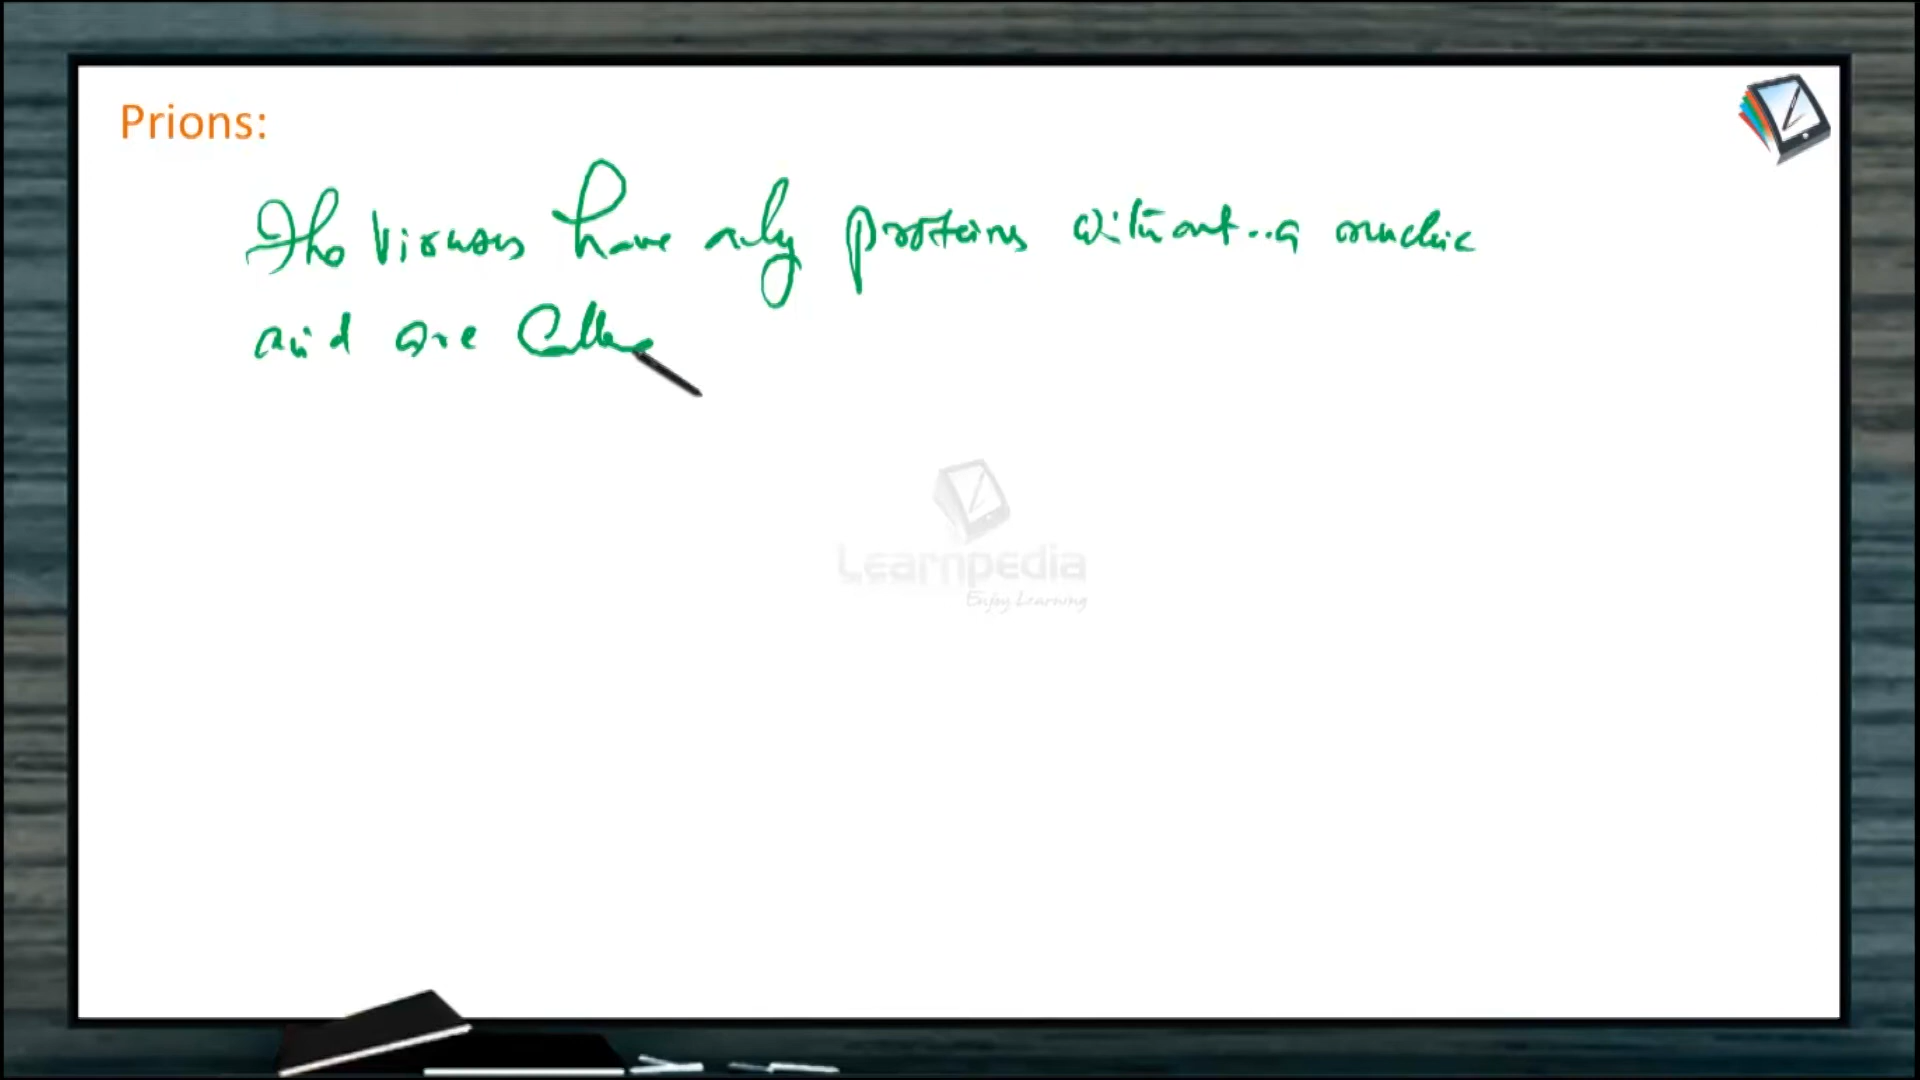 Prions:
The viruses have only proteins without..a nucleic
acid are Calle
Learnpedia
Enjoy Learning